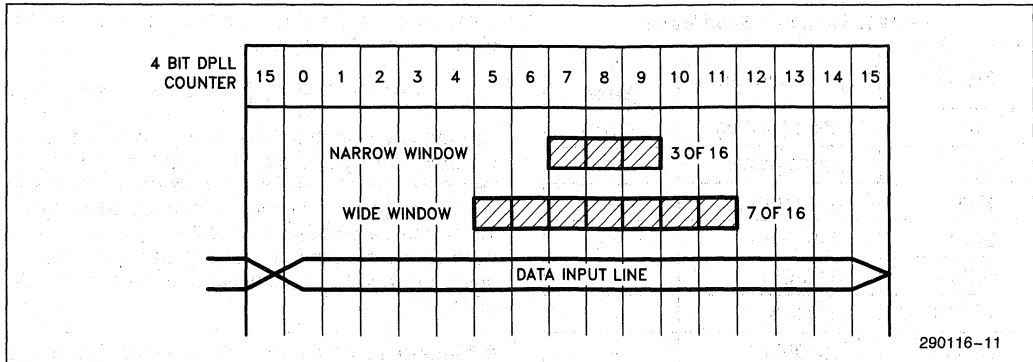 4 BIT DPLL
COUNTER
15 0 1 2 3 4 5 6 7 8 9 10 11 12 13 14 15
NARROW WINDOW 3 OF 16
WIDE WINDOW 7 OF 16
DATA INPUT LINE
290116-11